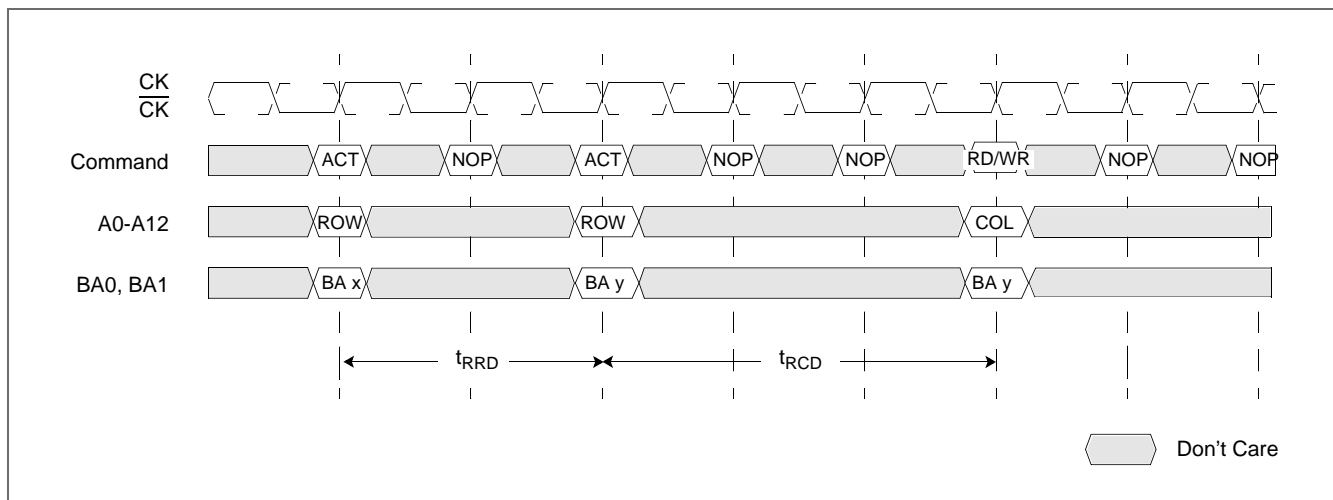 CK
CK
Command ACT NOP ACT NOP NOP RD/WR NOP NOP
A0-A12 ROW ROW COL
BA0, BA1 BA x BA y BA y
tRRD tRCD
Don't Care